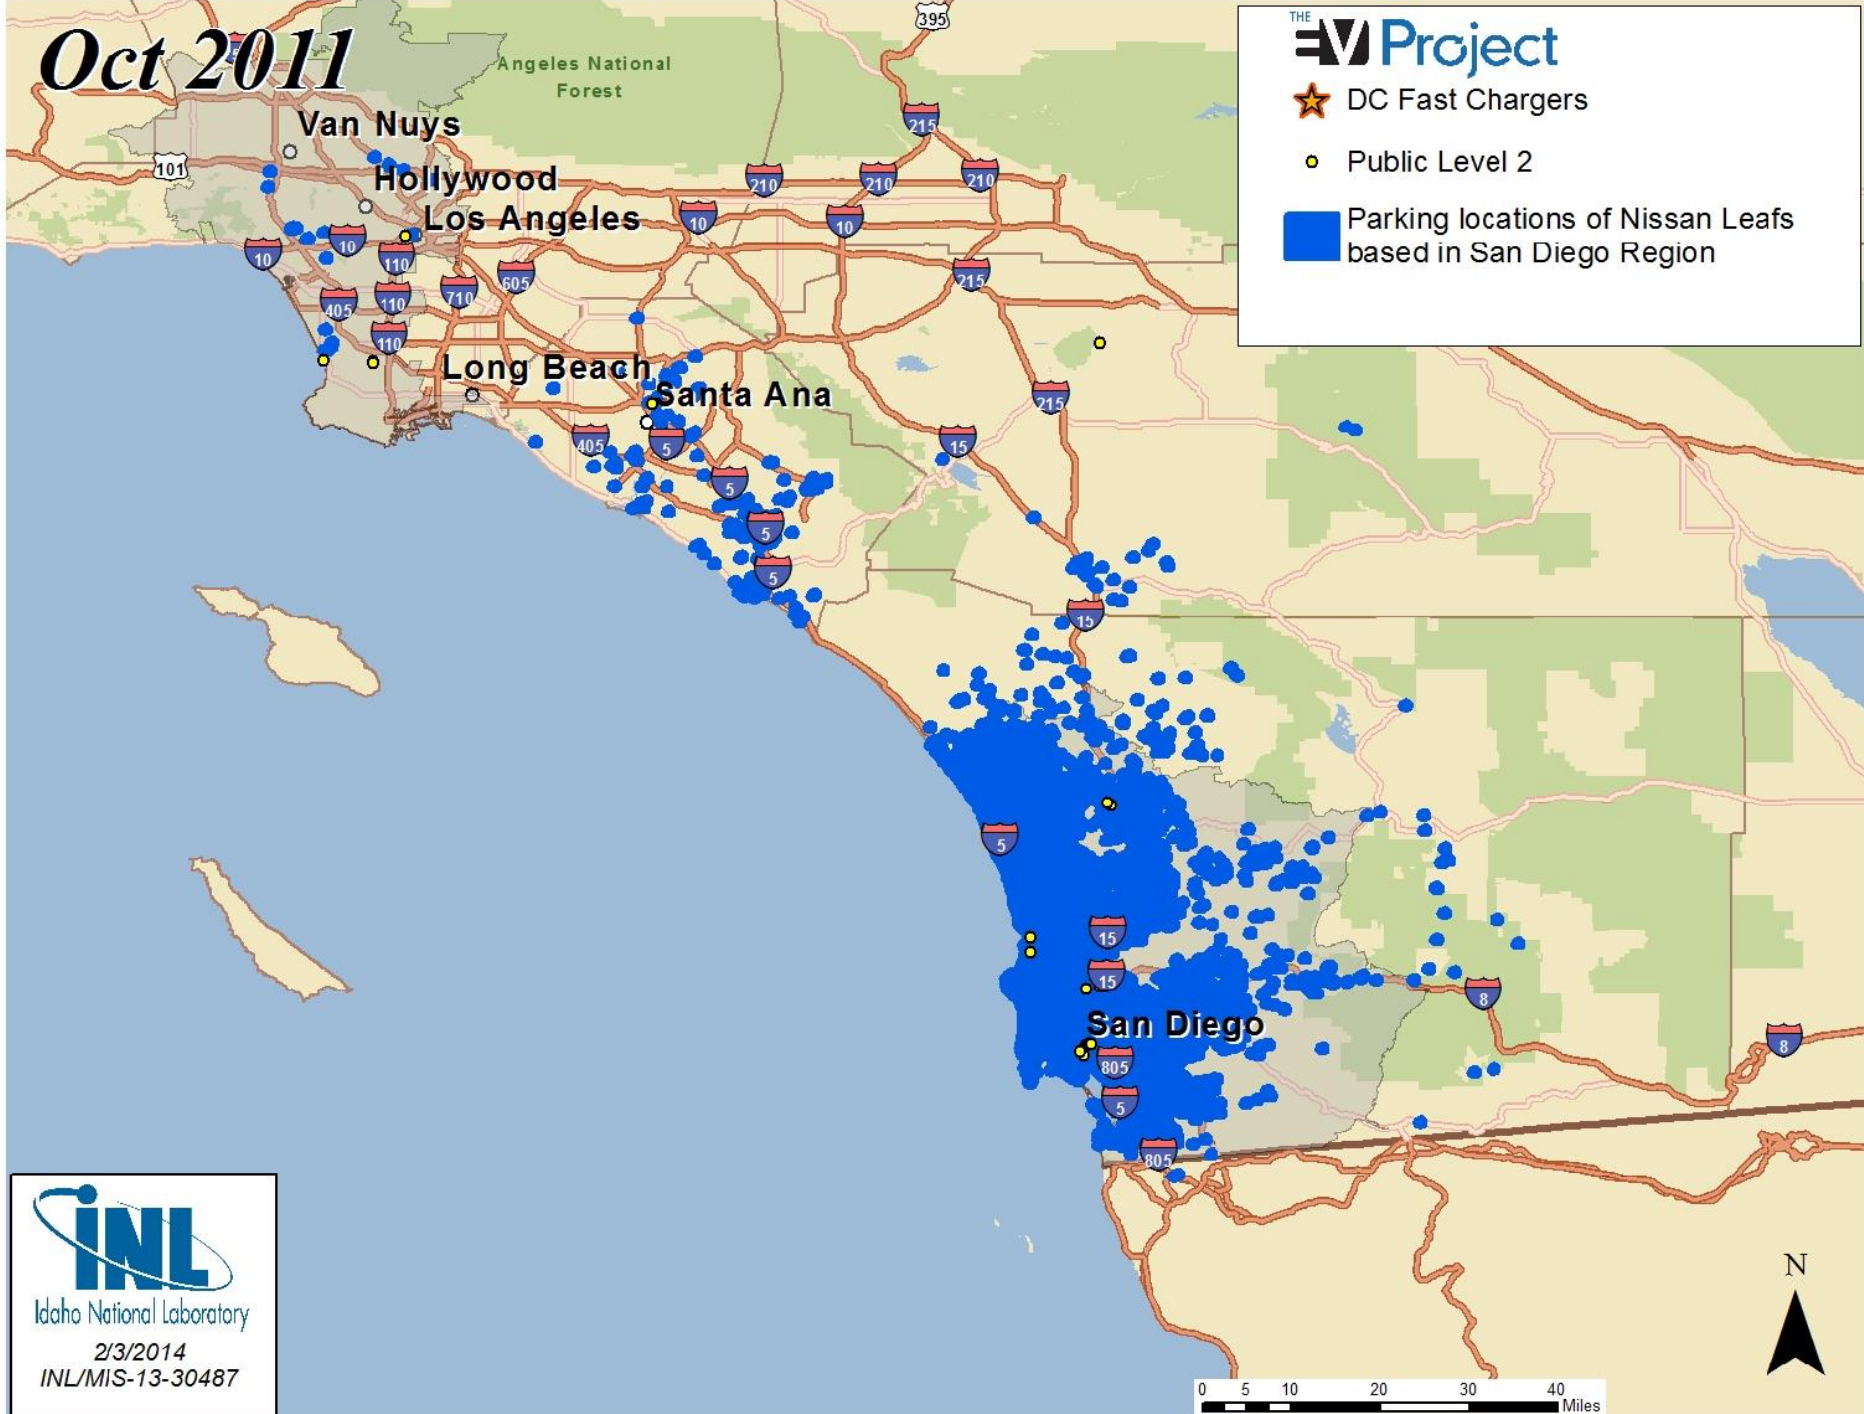 Oct 2011
395
Angeles National
Forest
THE
EV Project
DC Fast Chargers
Public Level 2
Parking locations of Nissan Leafs
based in San Diego Region
5
Van Nuys
215
101
Hollywood
210
210
210
Los Angeles
10
10
10
10
110
605
215
405
110
710
110
Long Beach
Santa Ana
215
405
5
15
5
5
5
15
5
15
15
8
San Diego
8
805
5
805
INL
Idaho National Laboratory
2/3/2014
INL/MIS-13-30487
N
0 5 10 20 30 40
Miles